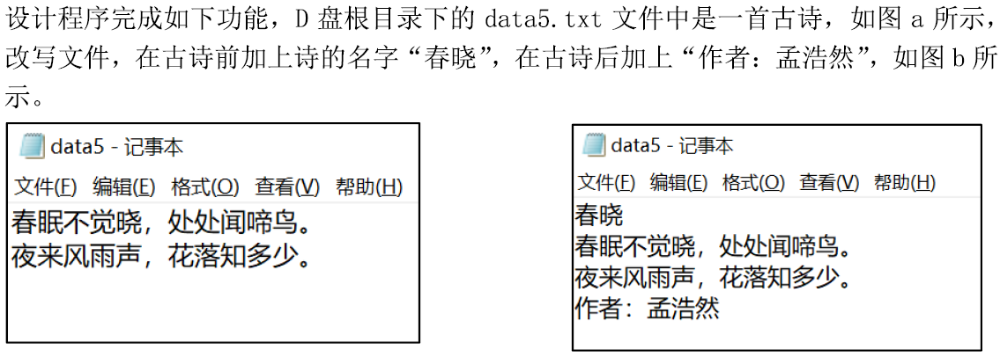 设计程序完成如下功能，D 盘根目录下的 data5.txt 文件中是一首古诗，如图 a 所示，
改写文件，在古诗前加上诗的名字“春晓”，在古诗后加上“作者：孟浩然”，如图 b 所
示。
data5 - 记事本
文件(F) 编辑(E) 格式(O) 查看(V) 帮助(H)
春眠不觉晓，处处闻啼鸟。
夜来风雨声，花落知多少。
data5 - 记事本
文件(F) 编辑(E) 格式(O) 查看(V) 帮助(H)
春晓
春眠不觉晓，处处闻啼鸟。
夜来风雨声，花落知多少。
作者：孟浩然